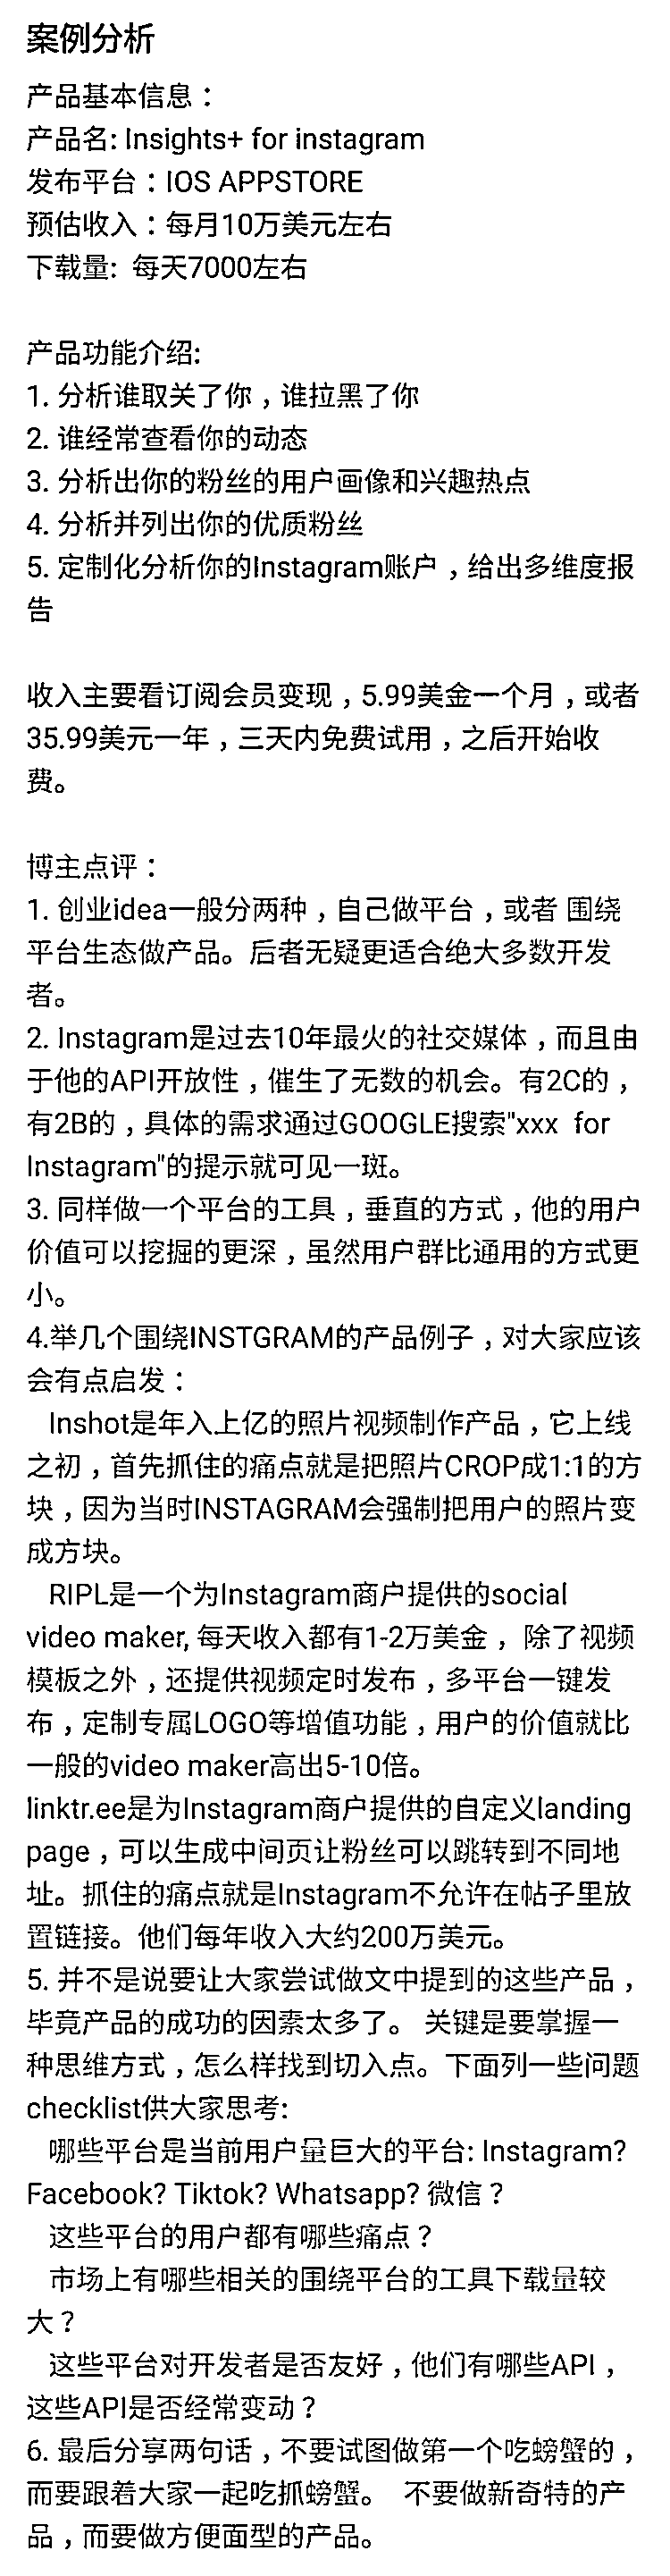 案例分析
产品基本信息：
产品名: Insights+ for instagram
发布平台：IOS APPSTORE
预估收入：每月10万美元左右
下载量:  每天7000左右
产品功能介绍:
1. 分析谁取关了你，谁拉黑了你
2. 谁经常查看你的动态
3. 分析出你的粉丝的用户画像和兴趣热点
4. 分析并列出你的优质粉丝
5. 定制化分析你的Instagram账户，给出多维度报
告
收入主要看订阅会员变现，5.99美金一个月，或者
35.99美元一年，三天内免费试用，之后开始收
费。
博主点评：
1. 创业idea一般分两种，自己做平台，或者 围绕
平台生态做产品。后者无疑更适合绝大多数开发
者。
2. Instagram是过去10年最火的社交媒体，而且由
于他的API开放性，催生了无数的机会。有2C的，
有2B的，具体的需求通过GOOGLE搜索"xxx  for
Instagram"的提示就可见一斑。
3. 同样做一个平台的工具，垂直的方式，他的用户
价值可以挖掘的更深，虽然用户群比通用的方式更
小。
4.举几个围绕INSTGRAM的产品例子，对大家应该
会有点启发：
Inshot是年入上亿的照片视频制作产品，它上线
之初，首先抓住的痛点就是把照片CROP成1:1的方
块，因为当时INSTAGRAM会强制把用户的照片变
成方块。
RIPL是一个为Instagram商户提供的social
video maker, 每天收入都有1-2万美金， 除了视频
模板之外，还提供视频定时发布，多平台一键发
布，定制专属LOGO等增值功能，用户的价值就比
一般的video maker高出5-10倍。
linktr.ee是为Instagram商户提供的自定义landing
page，可以生成中间页让粉丝可以跳转到不同地
址。抓住的痛点就是Instagram不允许在帖子里放
置链接。他们每年收入大约200万美元。
5. 并不是说要让大家尝试做文中提到的这些产品，
毕竟产品的成功的因素太多了。 关键是要掌握一
种思维方式，怎么样找到切入点。下面列一些问题
checklist供大家思考:
哪些平台是当前用户量巨大的平台: Instagram?
Facebook? Tiktok? Whatsapp? 微信？
这些平台的用户都有哪些痛点？
市场上有哪些相关的围绕平台的工具下载量较
大？
这些平台对开发者是否友好，他们有哪些API，
这些API是否经常变动？
6. 最后分享两句话，不要试图做第一个吃螃蟹的，
而要跟着大家一起吃抓螃蟹。  不要做新奇特的产
品，而要做方便面型的产品。